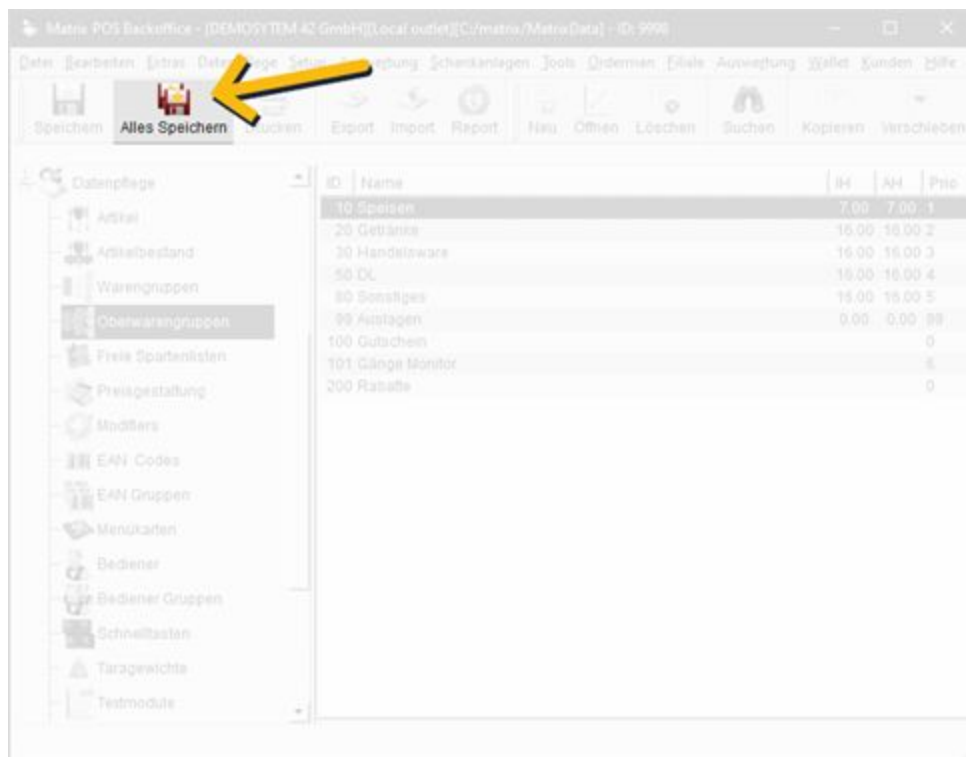 Matrix POS Backoffice - [DEMOSYTEM 42 GmbH][Local outlet][C:/matrix/MatrixData] - ID: 9998
Datei Bearbeiten Extras Datenpflege Setup Schankanlagen Tools Ordermen Filiale Auswertung Wallet Kunden Hilfe
Speichern Alles Speichern Drucken Export Import Report Neu Öffnen Löschen Suchen Kopieren Verschieben
Datenpflege
Artikel
Artikelbestand
Warengruppen
Oberwarengruppen
Freie Spartenlisten
Preisgestaltung
Modifiers
EAN Codes
EAN Gruppen
Menükarten
Bediener
Bediener Gruppen
Schnelltasten
Taragewichte
Textmodule
ID Name IH AH Prio
10 Speisen 7.00 7.00 1
20 Getränke 16.00 16.00 2
30 Handelsware 16.00 16.00 3
50 DL 16.00 16.00 4
80 Sonstiges 16.00 16.00 5
99 Auslagen 0.00 0.00 99
100 Gutschein 0
101 Gänge Monitor 6
200 Rabatte 0